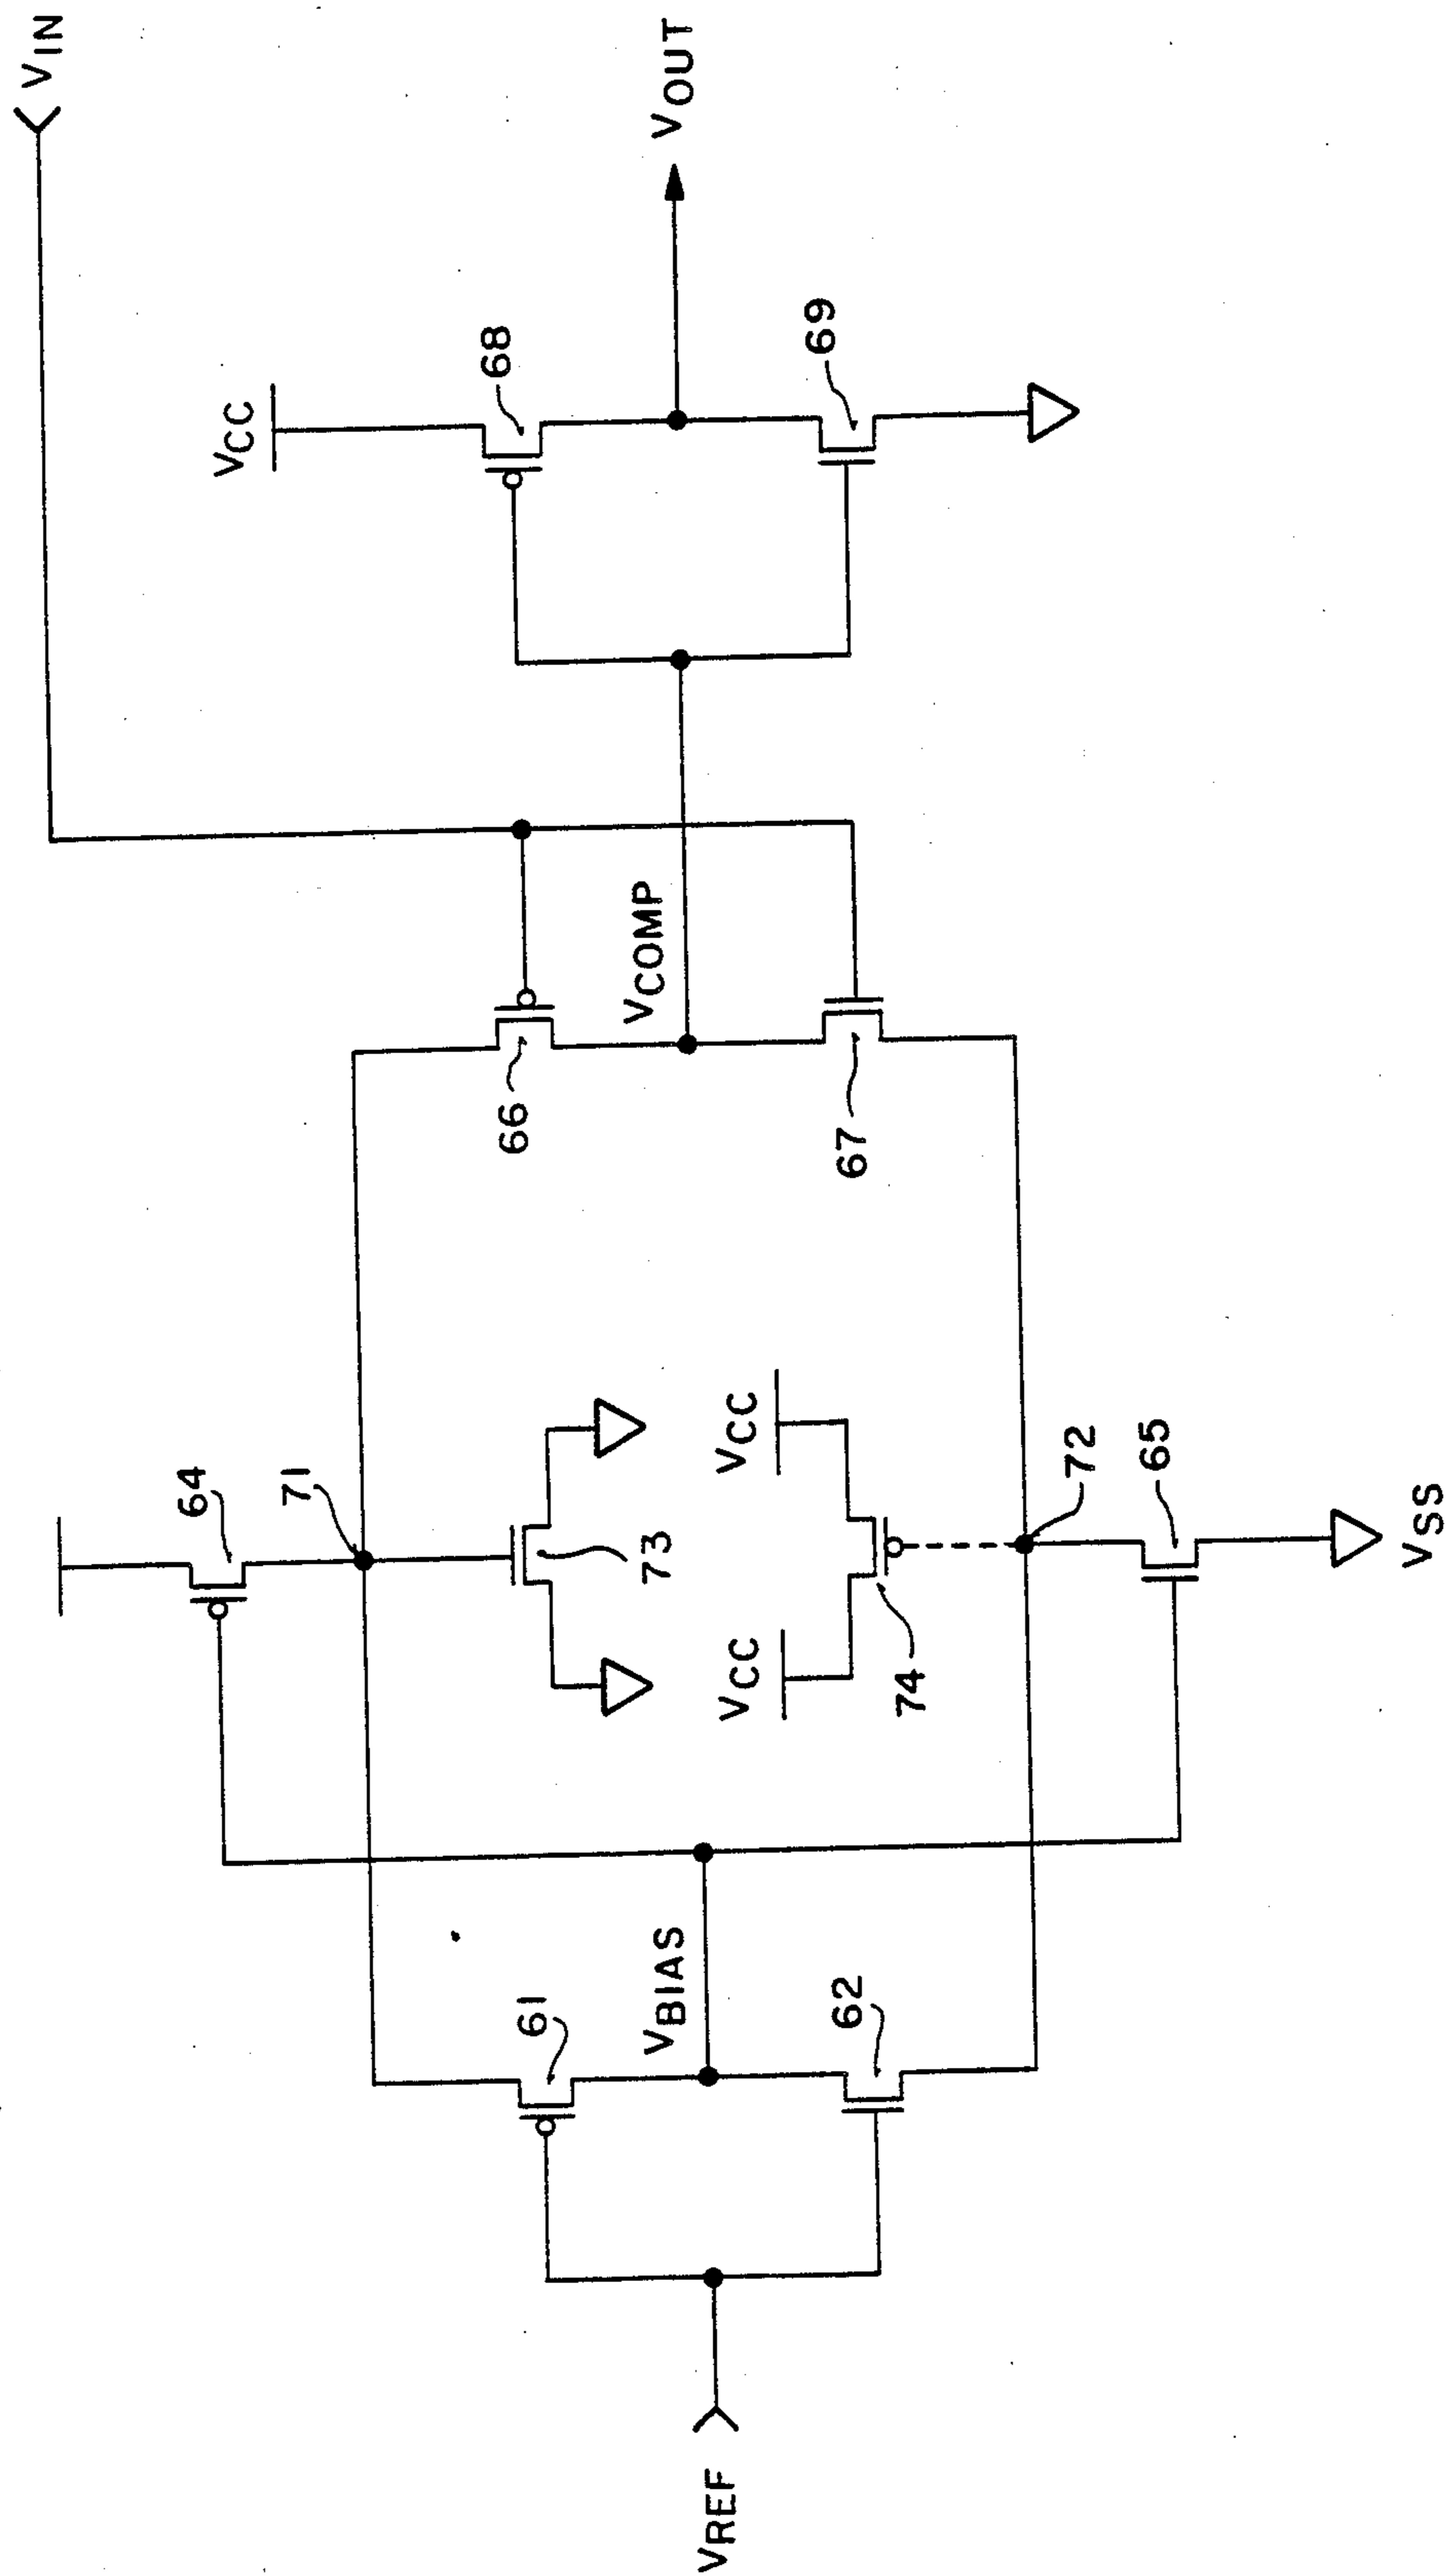 VIN
VCC
64
71
68
66
61
VCOMP
VOUT
73
VBIAS
VCC
VCC
69
67
62
74
72
65
VREF
VSS